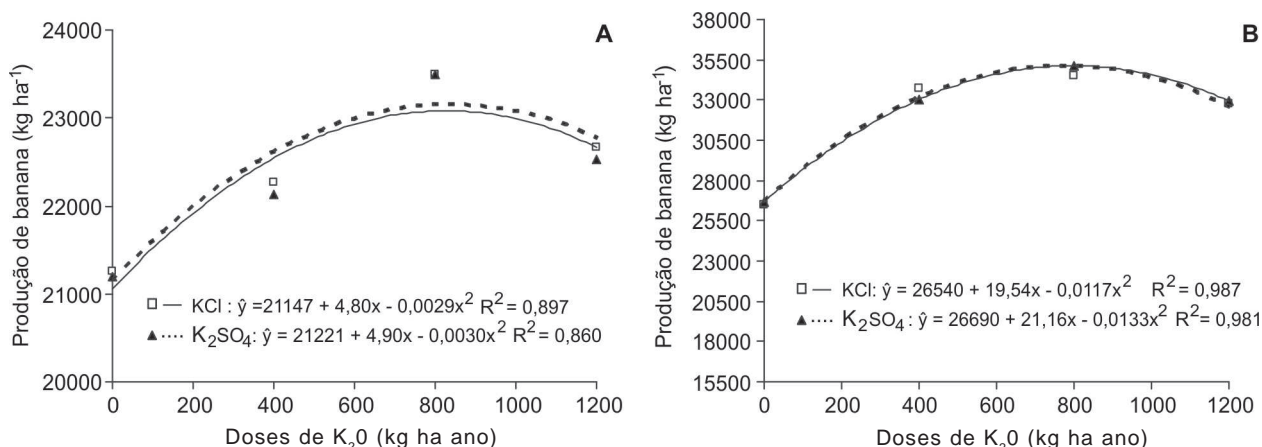 A
Produção de banana (kg ha⁻¹)
24000
23000
22000
21000
20000
0 200 400 600 800 1000 1200
Doses de K₂0 (kg ha ano)
KCl : ŷ =21147 + 4,80x - 0,0029x² R² = 0,897
K₂SO₄: ŷ = 21221 + 4,90x - 0,0030x² R² = 0,860
B
Produção de banana (kg ha⁻¹)
38000
35500
33000
30500
28000
25500
23000
20500
18000
15500
0 200 400 600 800 1000 1200
Doses de K₂0 (kg ha ano)
KCl: ŷ = 26540 + 19,54x - 0,0117x² R² = 0,987
K₂SO₄: ŷ = 26690 + 21,16x - 0,0133x² R² = 0,981